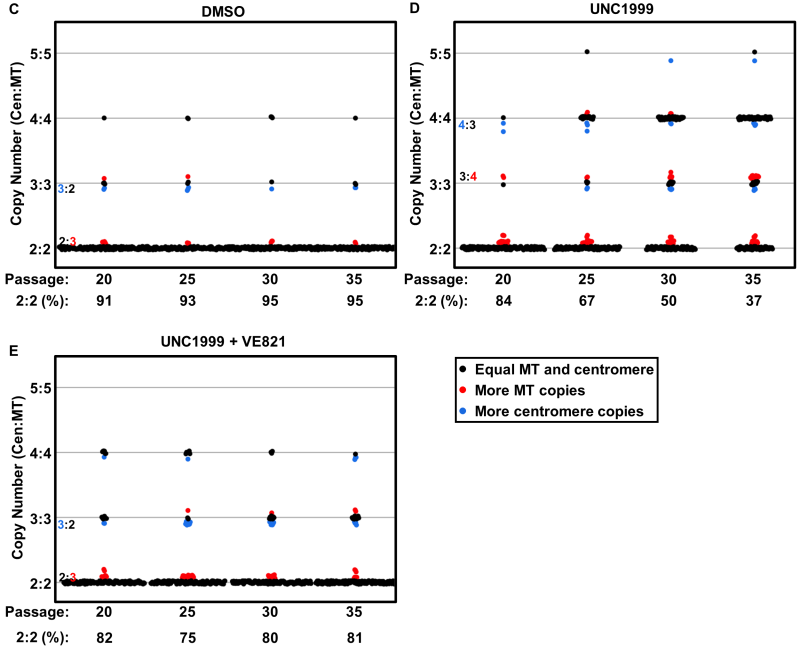 C
DMSO
Copy Number (Cen:MT)
5:5
4:4
3:3
3:2
2:3
2:2
Passage: 20 25 30 35
2:2 (%): 91 93 95 95
D
UNC1999
Copy Number (Cen:MT)
5:5
4:4
4:3
3:4
3:3
2:2
Passage: 20 25 30 35
2:2 (%): 84 67 50 37
E
UNC1999 + VE821
Copy Number (Cen:MT)
5:5
4:4
3:3
3:2
2:3
2:2
Passage: 20 25 30 35
2:2 (%): 82 75 80 81
Equal MT and centromere
More MT copies
More centromere copies